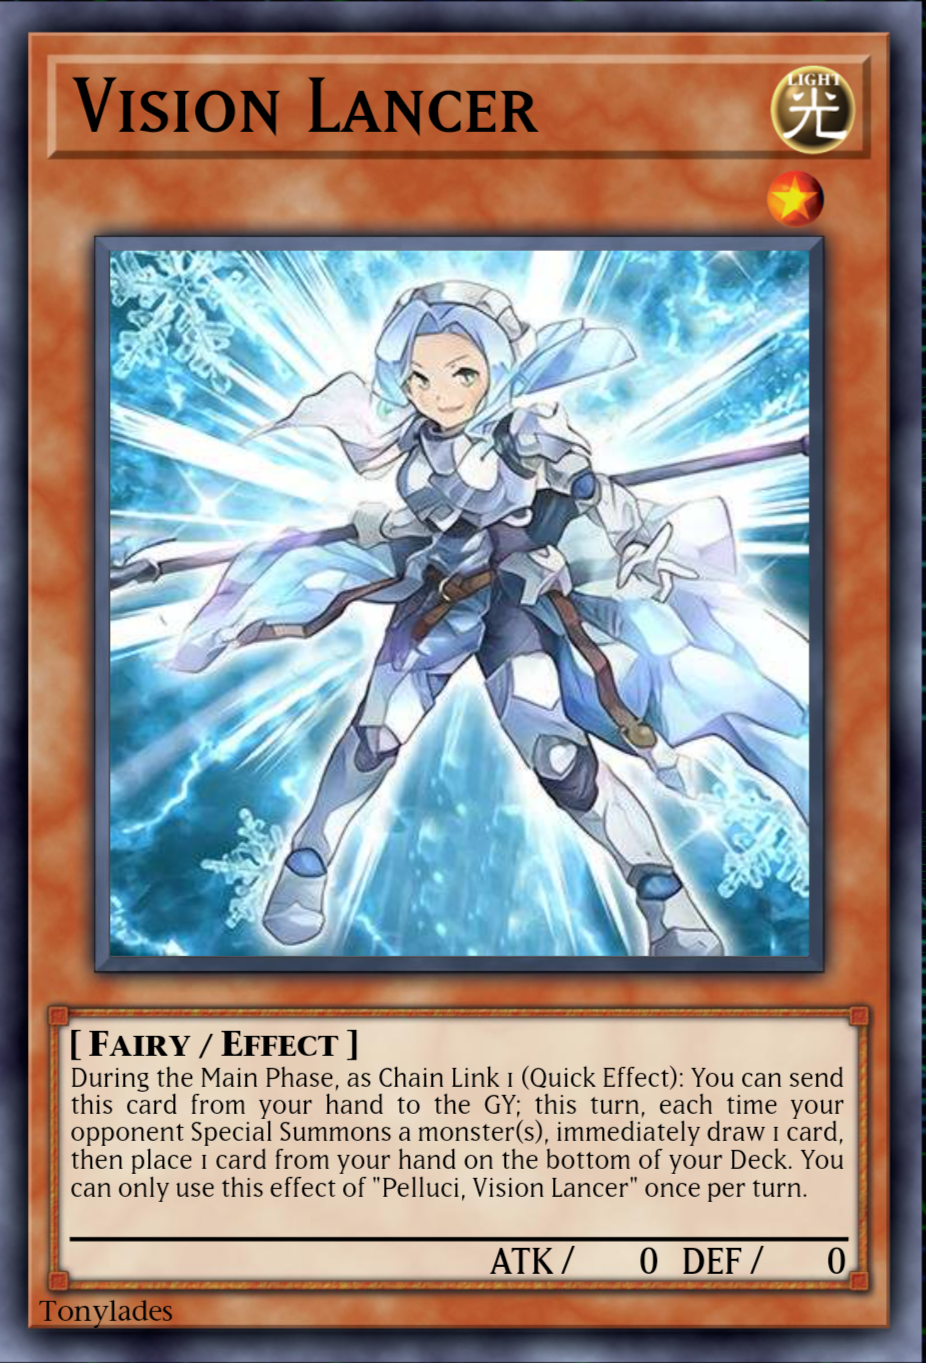 Vision Lancer
LIGHT
光
[ Fairy / Effect ]
During the Main Phase, as Chain Link 1 (Quick Effect): You can send
this card from your hand to the GY; this turn, each time your
opponent Special Summons a monster(s), immediately draw 1 card,
then place 1 card from your hand on the bottom of your Deck. You
can only use this effect of "Pelluci, Vision Lancer" once per turn.
ATK / 0 DEF / 0
Tonylades